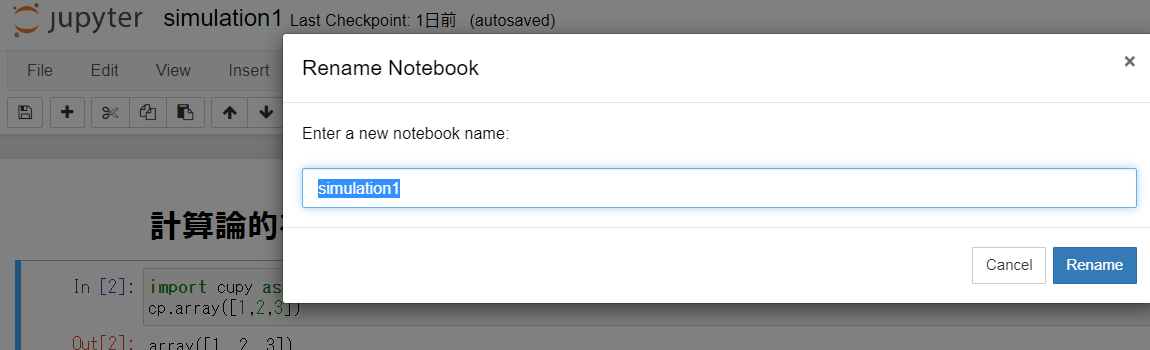 jupyter simulation1 Last Checkpoint: 1日前 (autosaved)
File Edit View Insert
Rename Notebook ×
Enter a new notebook name:
simulation1
計算論的
Cancel Rename
In [2]: import cupy as
cp.array([1,2,3])
Out[2]: array([1, 2, 3])